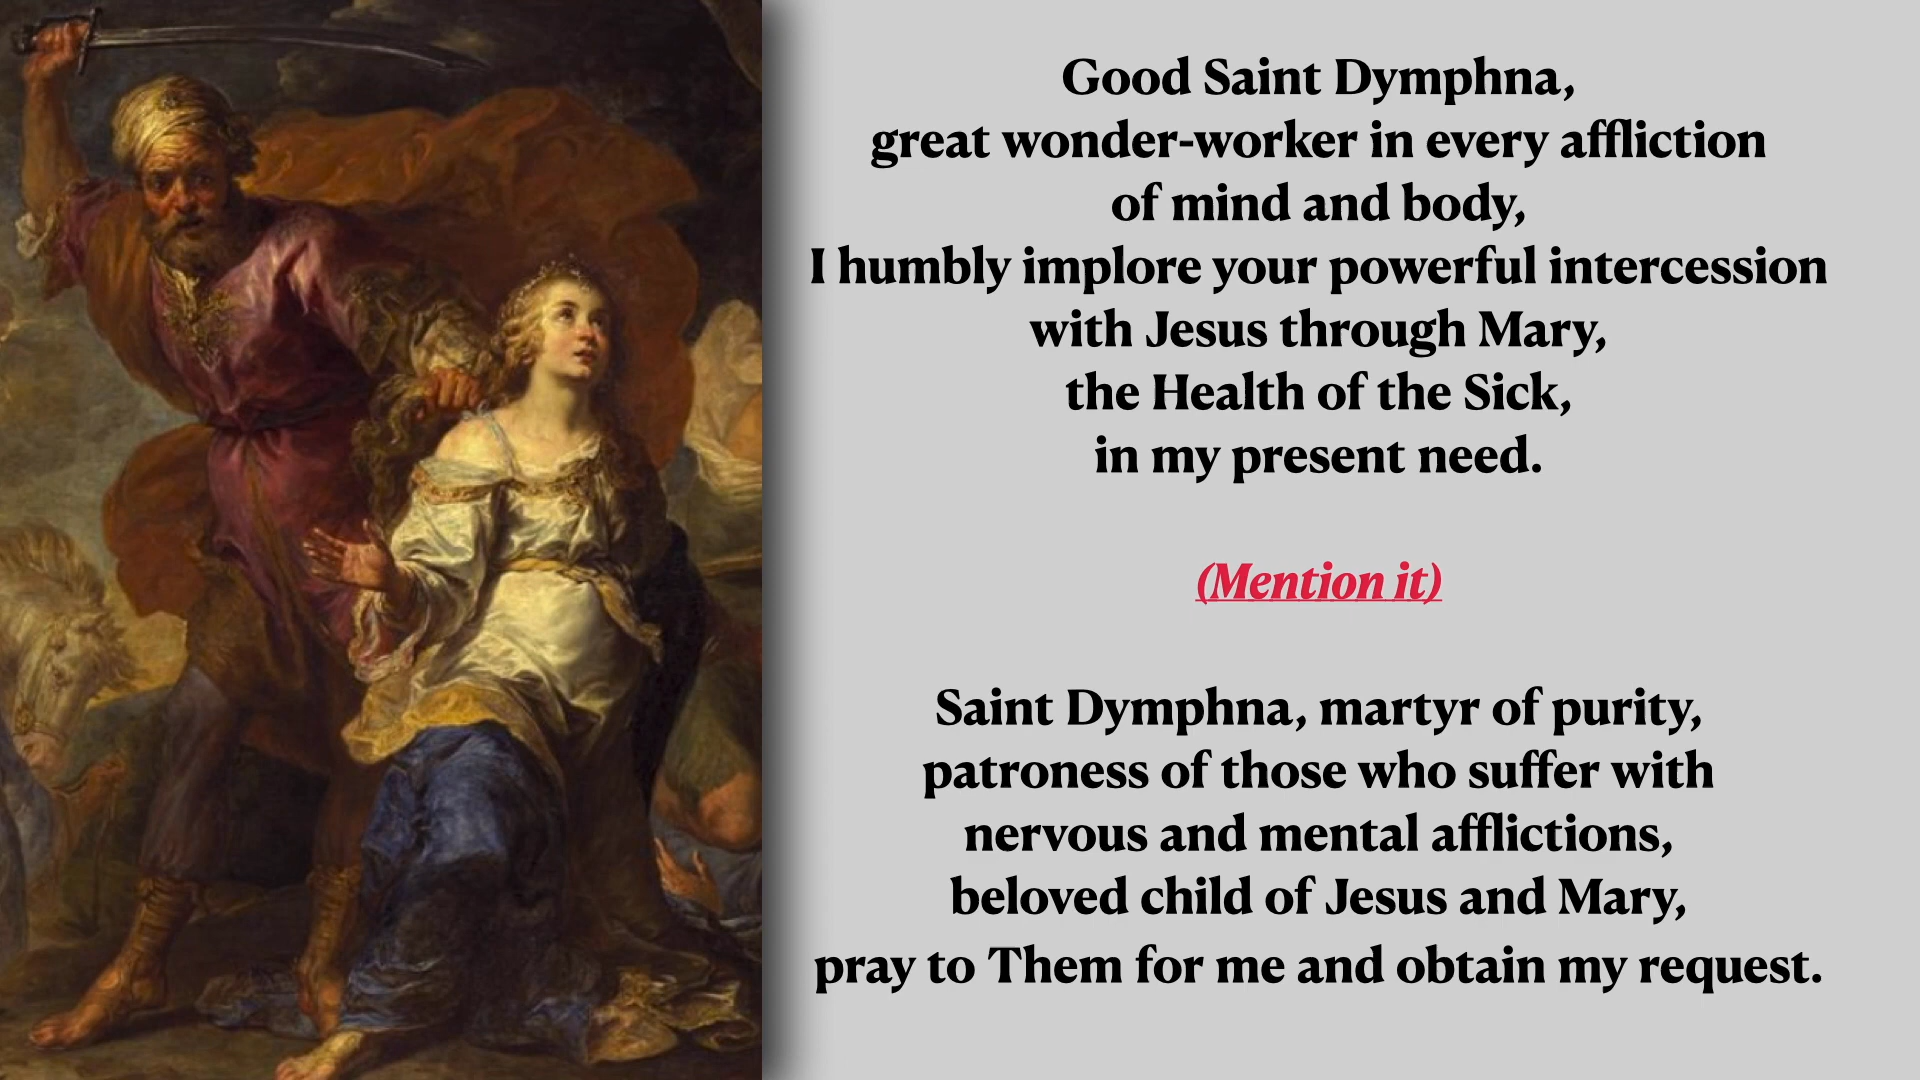 Good Saint Dymphna,
great wonder-worker in every affliction
of mind and body,
I humbly implore your powerful intercession
with Jesus through Mary,
the Health of the Sick,
in my present need.
(Mention it)
Saint Dymphna, martyr of purity,
patroness of those who suffer with
nervous and mental afflictions,
beloved child of Jesus and Mary,
pray to Them for me and obtain my request.